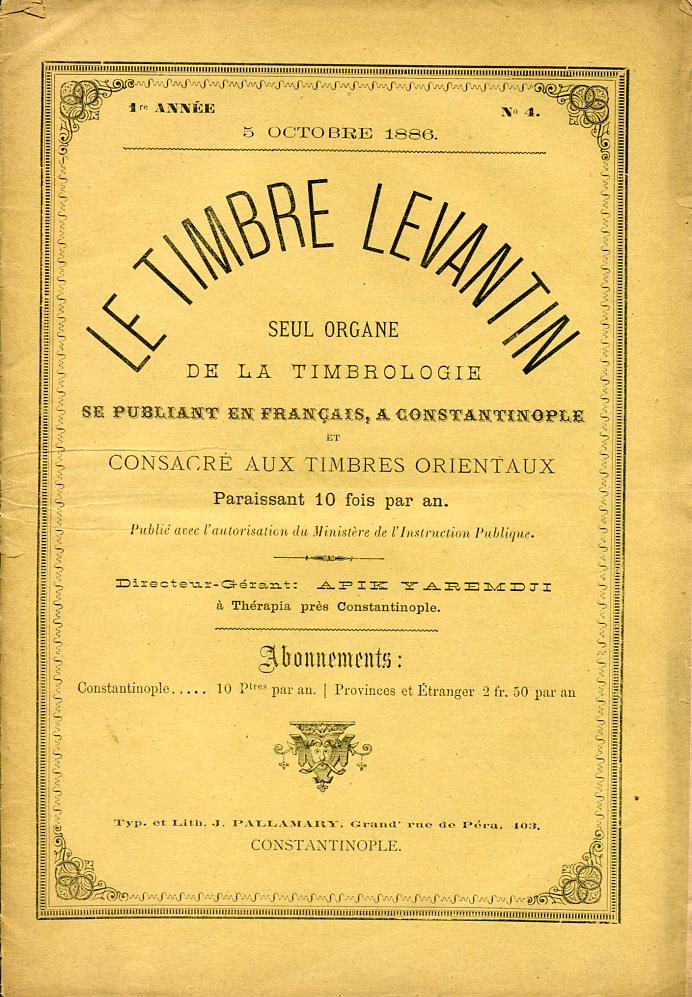 1re ANNÉE
No 4.
5 OCTOBRE 1886.
LE TIMBRE LEVANTIN
SEUL ORGANE
DE LA TIMBROLOGIE
SE PUBLIANT EN FRANÇAIS, A CONSTANTINOPLE
ET
CONSACRÉ AUX TIMBRES ORIENTAUX
Paraissant 10 fois par an.
Publié avec l'autorisation du Ministère de l'Instruction Publique.
Directeur-Gérant: APIK YAREMDJI
à Thérapia près Constantinople.
Abonnements:
Constantinople..... 10 Ptres par an. | Provinces et Étranger 2 fr. 50 par an
Typ. et Lith. J. PALLAMARY, Grand' rue de Péra, 403.
CONSTANTINOPLE.